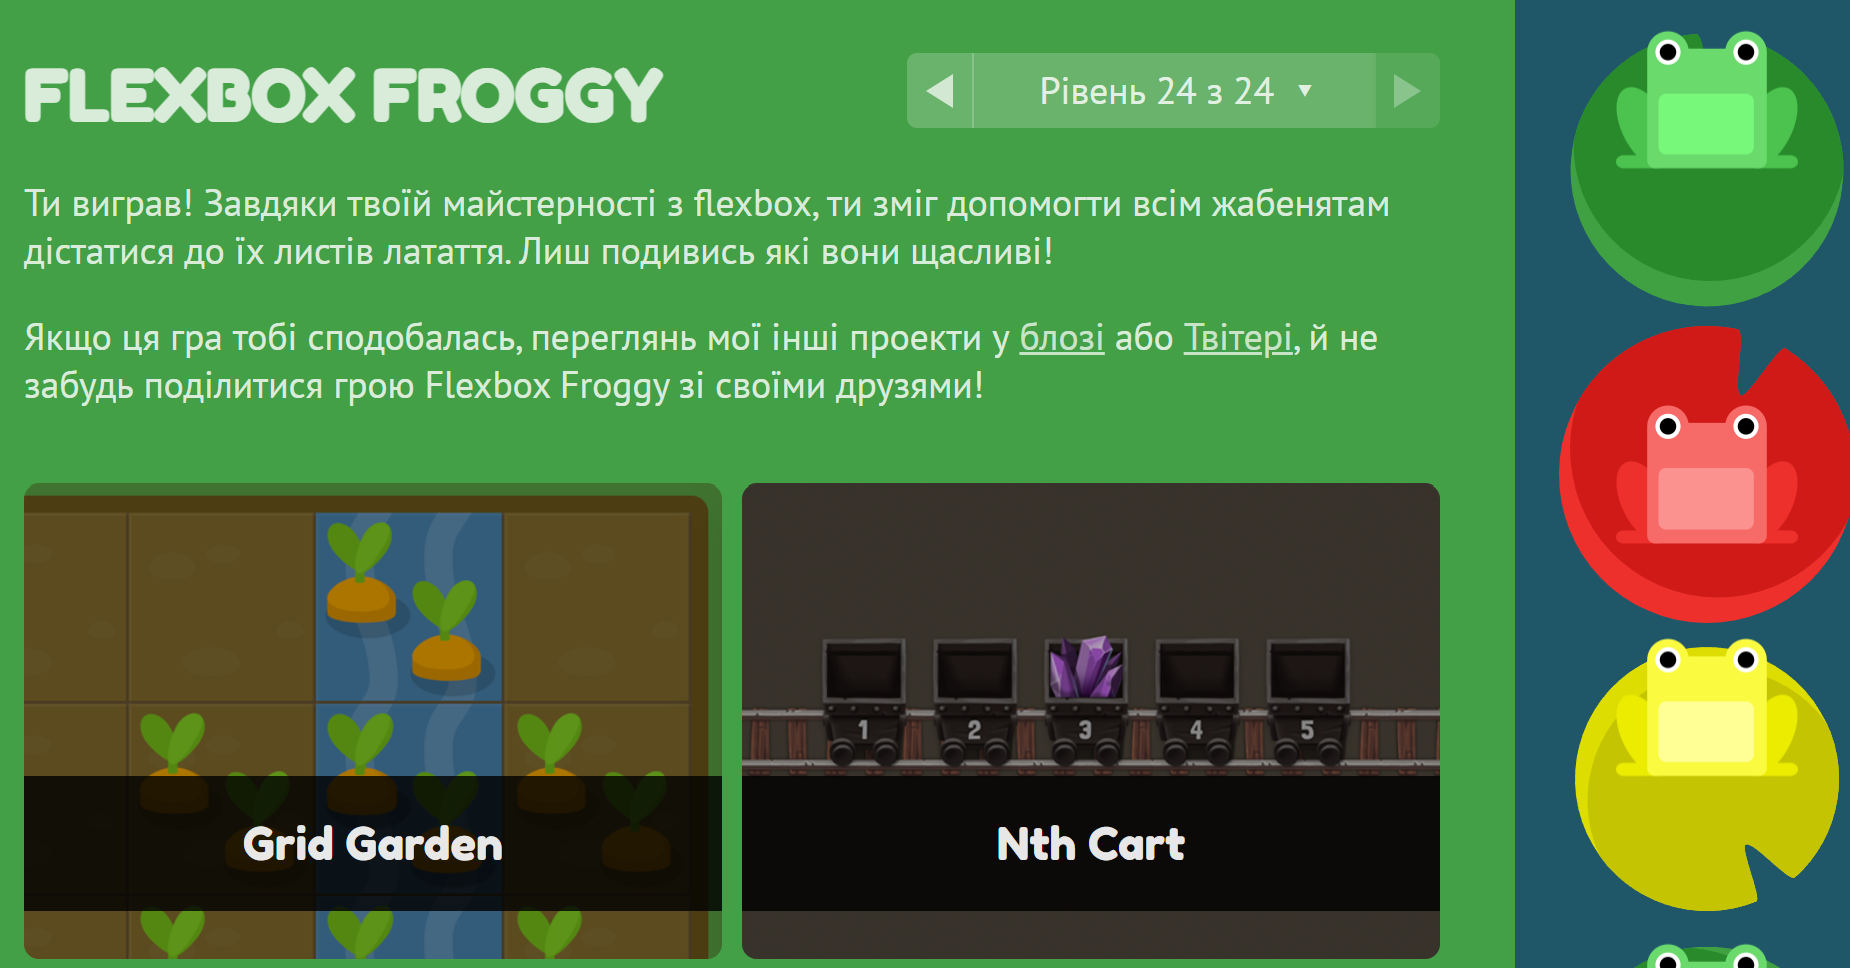 FLEXBOX FROGGY
Рівень 24 з 24
Ти виграв! Завдяки твоїй майстерності з flexbox, ти зміг допомогти всім жабенятам
дістатися до їх листів латаття. Лиш подивись які вони щасливі!
Якщо ця гра тобі сподобалась, переглянь мої інші проекти у блозі або Твітері, й не
забудь поділитися грою Flexbox Froggy зі своїми друзями!
1 2 3 4 5
Grid Garden
Nth Cart